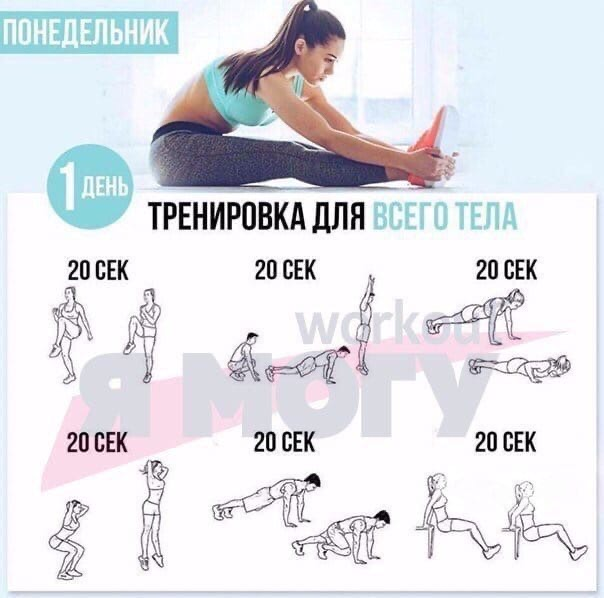 ПОНЕДЕЛЬНИК
1 ДЕНЬ
ТРЕНИРОВКА ДЛЯ ВСЕГО ТЕЛА
20 СЕК
20 СЕК
20 СЕК
workout
Я МОГУ
20 СЕК
20 СЕК
20 СЕК